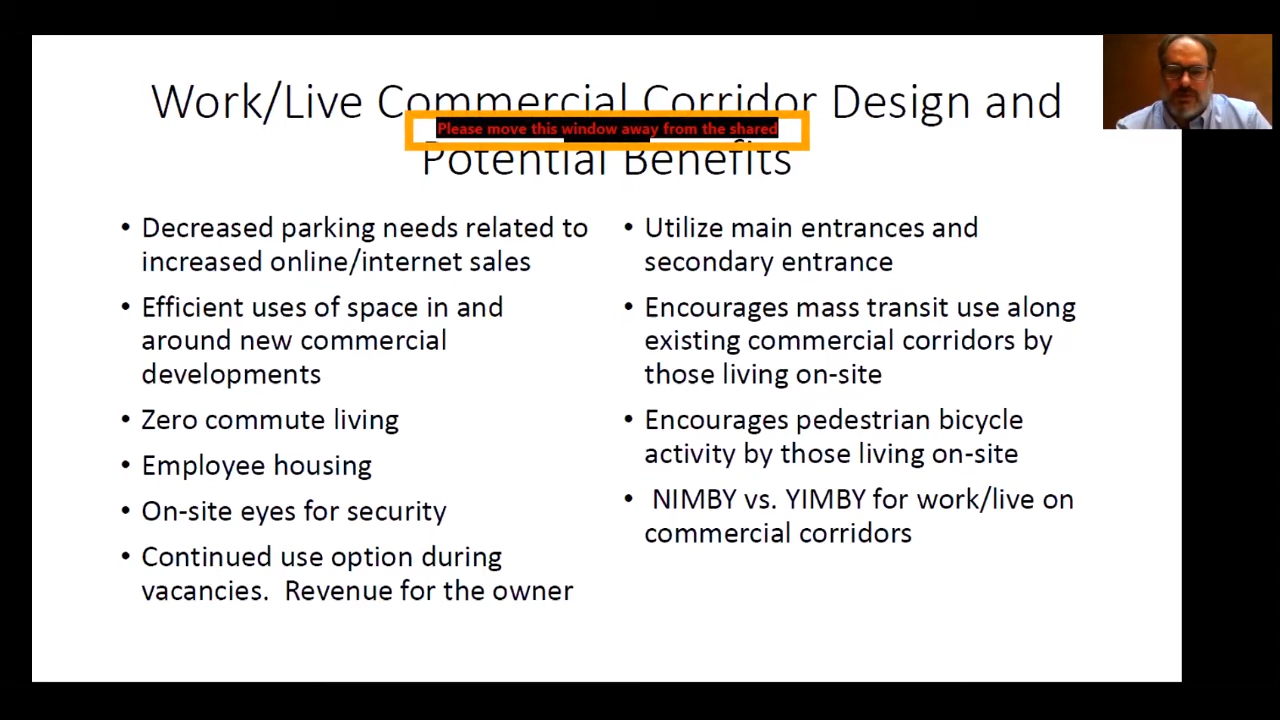 Work/Live Commercial Corridor Design and
Please move this window away from the shared
Potential Benefits
• Decreased parking needs related to
increased online/internet sales
• Efficient uses of space in and
around new commercial
developments
• Zero commute living
• Employee housing
• On-site eyes for security
• Continued use option during
vacancies. Revenue for the owner
• Utilize main entrances and
secondary entrance
• Encourages mass transit use along
existing commercial corridors by
those living on-site
• Encourages pedestrian bicycle
activity by those living on-site
• NIMBY vs. YIMBY for work/live on
commercial corridors